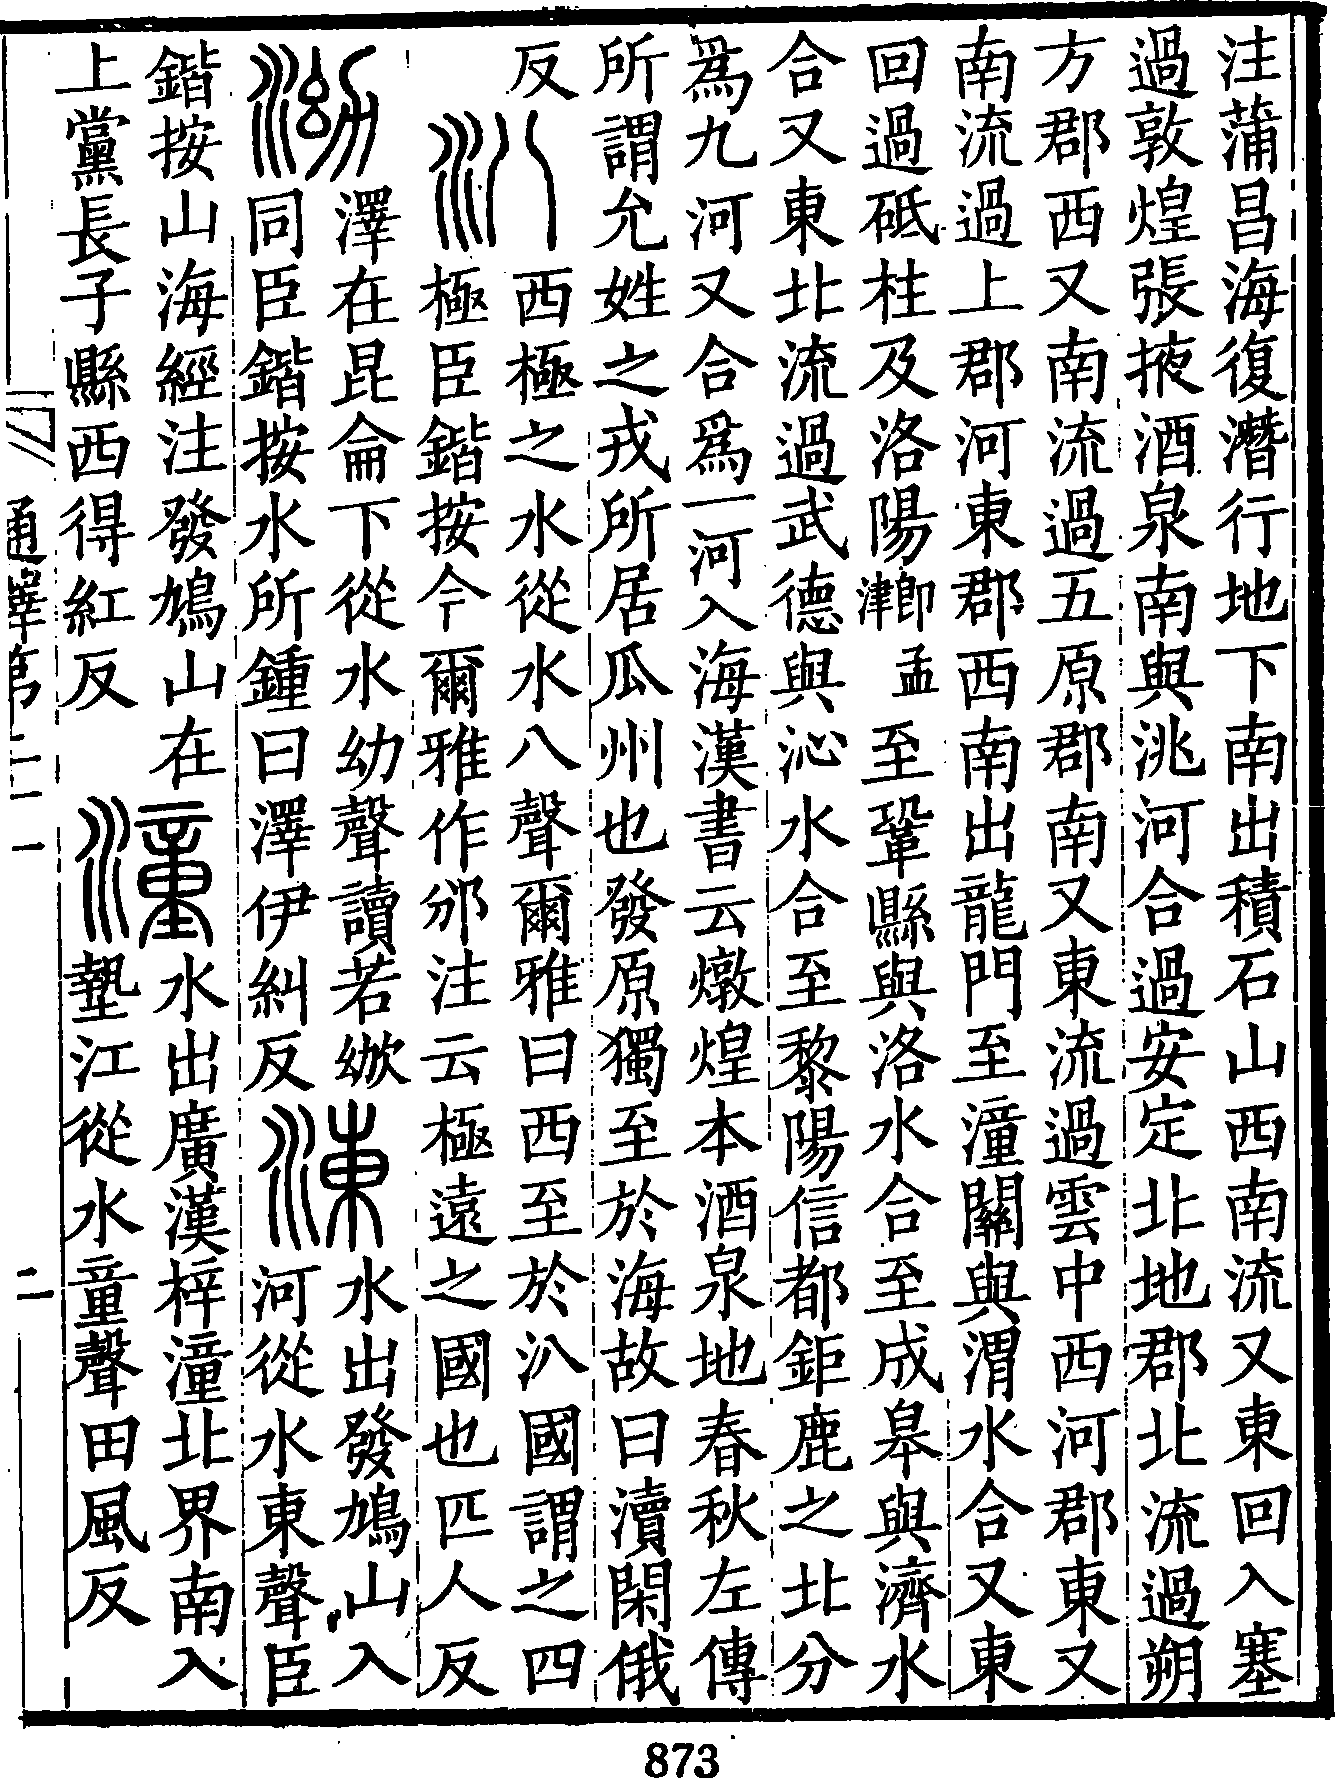 注蒲昌海復潛行地下南出積石山西南流又東回入塞
過敦煌張掖酒泉南與洮河合過安定北地郡北流過朔
方郡西又南流過五原郡南又東流過雲中西河郡東又
南流過上郡河東郡西南出龍門至潼關與渭水合又東
回過砥柱及洛陽卽孟津至鞏縣與洛水合至成皋與濟水
合又東北流過武德與沁水合至黎陽信都鉅鹿之北分
爲九河又合爲一河入海漢書云燉煌本酒泉地春秋左傳
所謂允姓之戎所居瓜州也發原獨至於海故曰瀆閑俄
反
汃
西極之水從水八聲爾雅曰西至於汃國謂之四
極臣鍇按今爾雅作邠注云極遠之國也匹人反
泑
澤在昆侖下從水幼聲讀若
同臣鍇按水所鍾曰澤伊糾反
涷
水出發鳩山入
河從水東聲臣
鍇按山海經注發鳩山在
上黨長子縣西得紅反
潼
水出廣漢梓潼北界南入
墊江從水童聲田風反
通釋第二十一
二
873